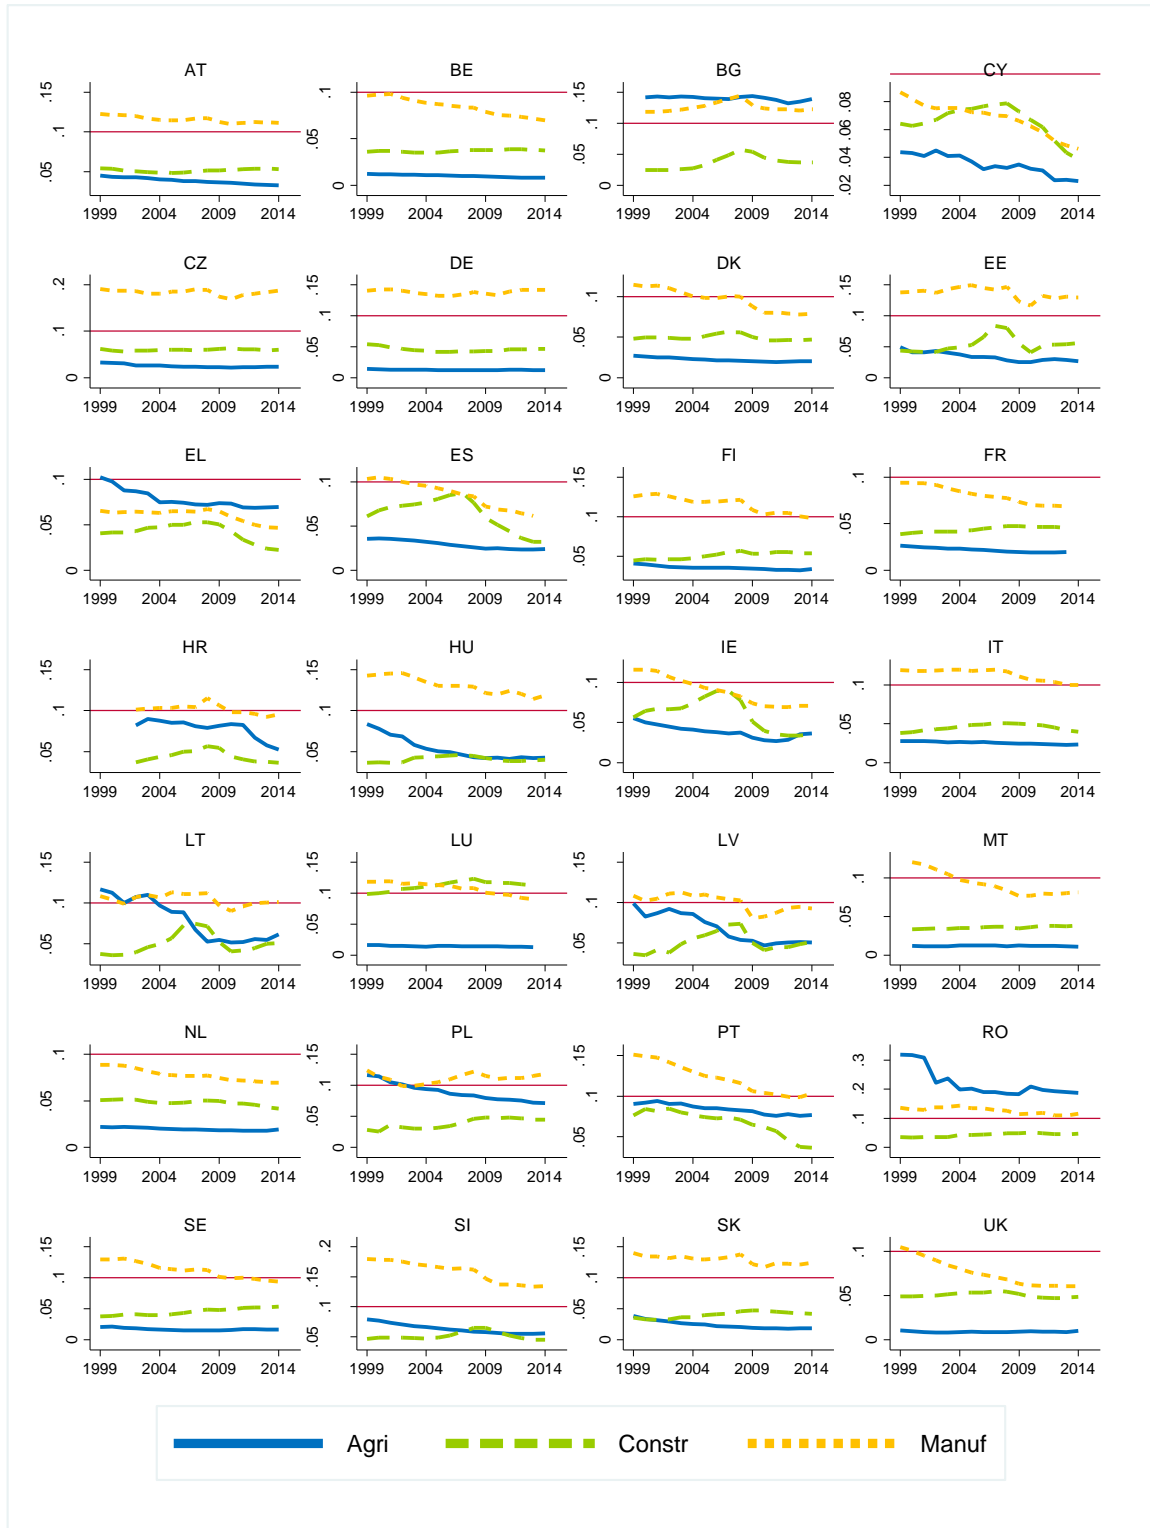 AT BE BG CY
.05 .1 .15 0 .05 .1 0 .05 .1 .15 .02 .04 .06 .08
1999 2004 2009 2014 1999 2004 2009 2014 1999 2004 2009 2014 1999 2004 2009 2014
CZ DE DK EE
0 .1 .2 0 .05 .1 .15 0 .05 .1 0 .05 .1 .15
1999 2004 2009 2014 1999 2004 2009 2014 1999 2004 2009 2014 1999 2004 2009 2014
EL ES FI FR
0 .05 .1 0 .05 .1 .05 .1 .15 0 .05 .1
1999 2004 2009 2014 1999 2004 2009 2014 1999 2004 2009 2014 1999 2004 2009 2014
HR HU IE IT
.05 .1 .15 .05 .1 .15 0 .05 .1 0 .05 .1
1999 2004 2009 2014 1999 2004 2009 2014 1999 2004 2009 2014 1999 2004 2009 2014
LT LU LV MT
.05 .1 .15 0 .05 .1 .15 .05 .1 .15 0 .05 .1
1999 2004 2009 2014 1999 2004 2009 2014 1999 2004 2009 2014 1999 2004 2009 2014
NL PL PT RO
0 .05 .1 0 .05 .1 .15 .05 .1 .15 0 .1 .2 .3
1999 2004 2009 2014 1999 2004 2009 2014 1999 2004 2009 2014 1999 2004 2009 2014
SE SI SK UK
0 .05 .1 .15 .05 .1 .15 .2 0 .05 .1 .15 0 .05 .1
1999 2004 2009 2014 1999 2004 2009 2014 1999 2004 2009 2014 1999 2004 2009 2014
Agri Constr Manuf